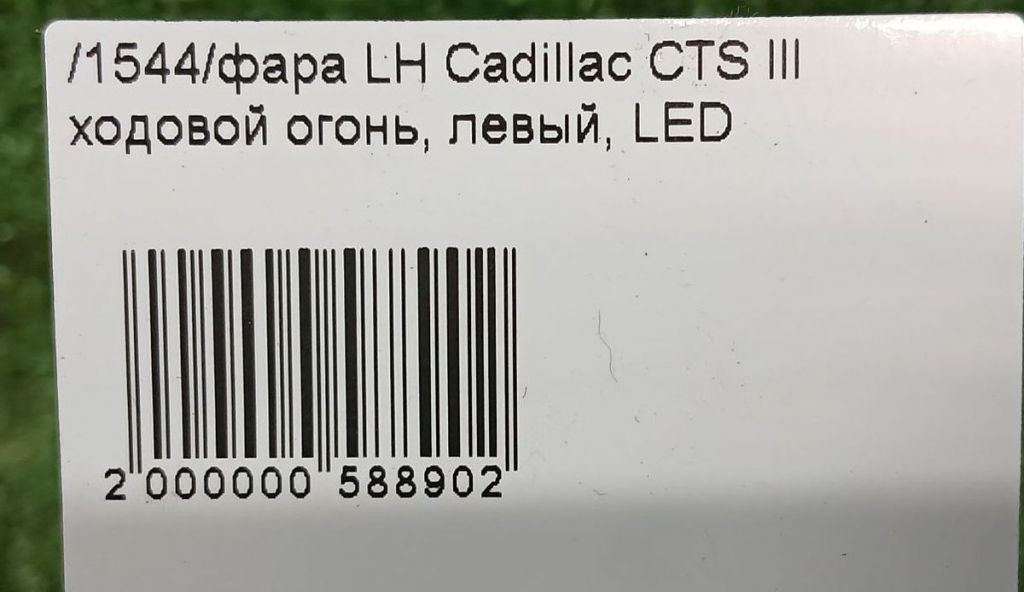 /1544/фара LH Cadillac CTS III
ходовой огонь, левый, LED
2 000000 588902